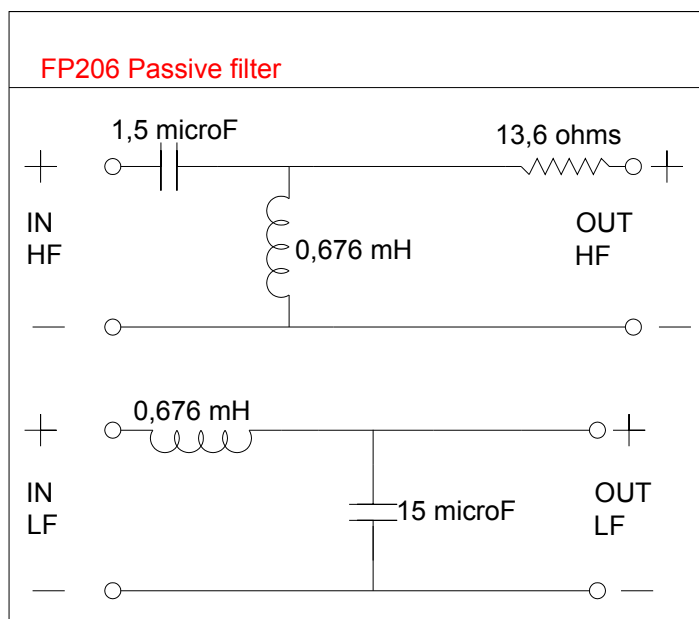 FP206 Passive filter
1,5 microF
13,6 ohms
+
+
IN
HF
0,676 mH
OUT
HF
—
—
0,676 mH
+
+
IN
LF
15 microF
OUT
LF
—
—